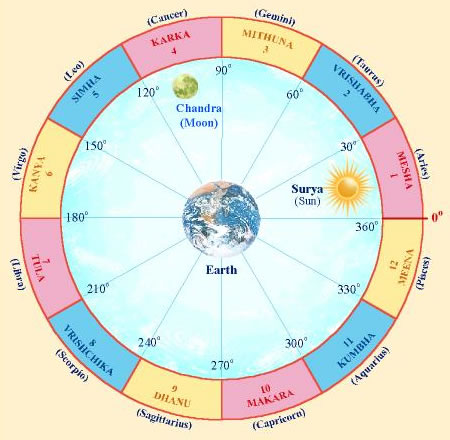 (Aries)
MESHA
1
(Taurus)
VRISHABHA
2
(Gemini)
MITHUNA
3
(Cancer)
KARKA
4
(Leo)
SIMHA
5
(Virgo)
KANYA
6
7
TULA
(Libra)
8
VRISHCHIKA
(Scorpio)
9
DHANU
(Sagittarius)
10
MAKARA
(Capricorn)
11
KUMBHA
(Aquarius)
12
MEENA
(Pisces)
0°
30°
60°
90°
120°
150°
180°
210°
240°
270°
300°
330°
360°
Chandra
(Moon)
Surya
(Sun)
Earth